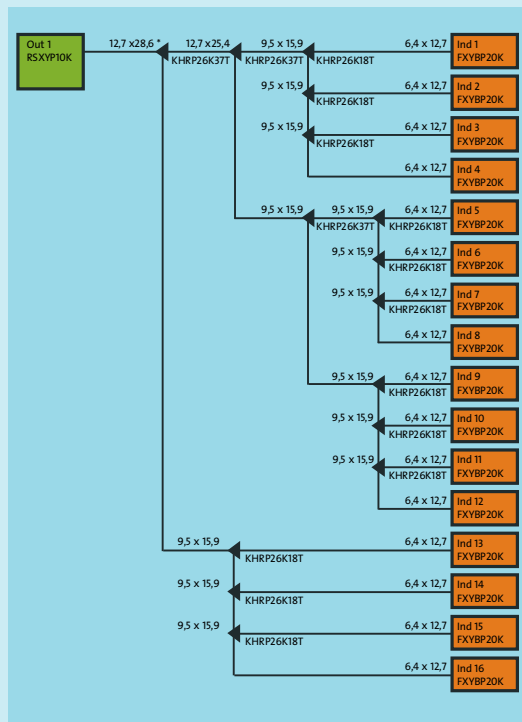 Out 1
RSXYP10K
12,7 x28,6 * 12,7 x25,4 9,5 x 15,9 6,4 x 12,7
KHRP26K37T KHRP26K37T KHRP26K18T
Ind 1
FXYBP20K
9,5 x 15,9 6,4 x 12,7
KHRP26K18T
Ind 2
FXYBP20K
9,5 x 15,9 6,4 x 12,7
KHRP26K18T
Ind 3
FXYBP20K
6,4 x 12,7
Ind 4
FXYBP20K
9,5 x 15,9 9,5 x 15,9 6,4 x 12,7
KHRP26K37T KHRP26K18T
Ind 5
FXYBP20K
9,5 x 15,9 6,4 x 12,7
KHRP26K18T
Ind 6
FXYBP20K
9,5 x 15,9 6,4 x 12,7
KHRP26K18T
Ind 7
FXYBP20K
6,4 x 12,7
Ind 8
FXYBP20K
9,5 x 15,9 6,4 x 12,7
KHRP26K18T
Ind 9
FXYBP20K
9,5 x 15,9 6,4 x 12,7
KHRP26K18T
Ind 10
FXYBP20K
9,5 x 15,9 6,4 x 12,7
KHRP26K18T
Ind 11
FXYBP20K
6,4 x 12,7
Ind 12
FXYBP20K
9,5 x 15,9 6,4 x 12,7
KHRP26K18T
Ind 13
FXYBP20K
9,5 x 15,9 6,4 x 12,7
KHRP26K18T
Ind 14
FXYBP20K
9,5 x 15,9 6,4 x 12,7
KHRP26K18T
Ind 15
FXYBP20K
6,4 x 12,7
Ind 16
FXYBP20K